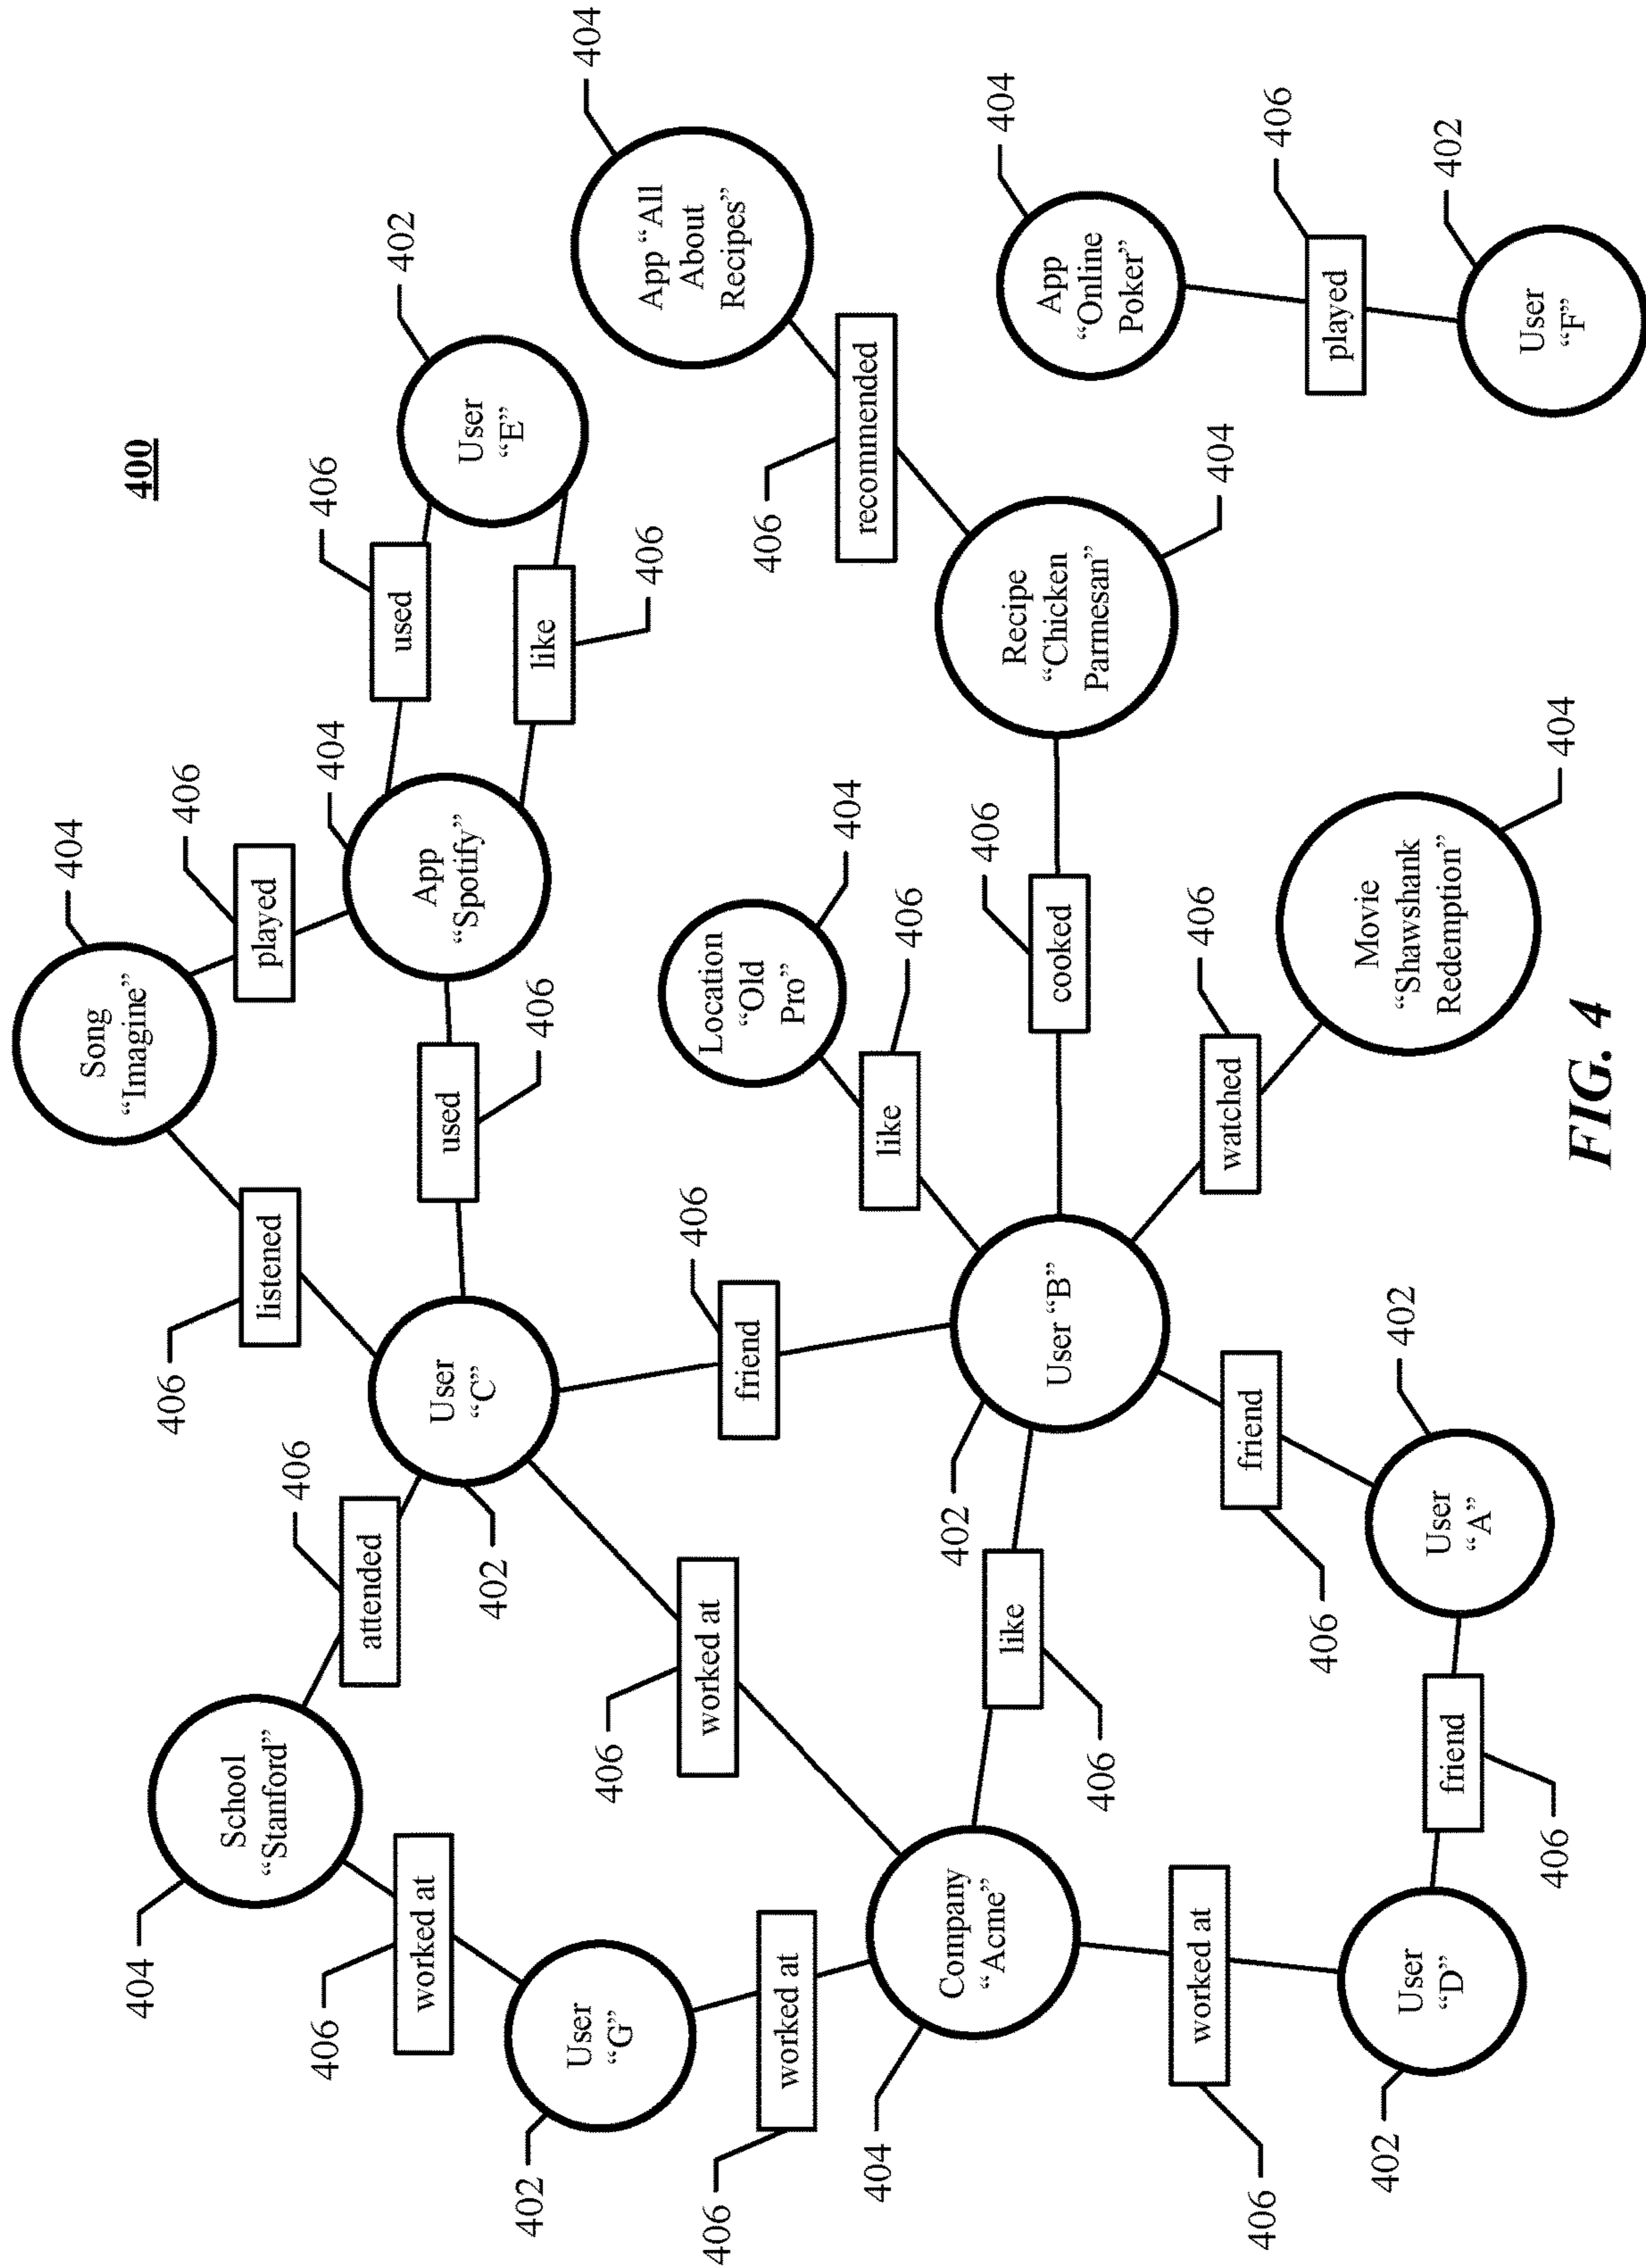 404
Song
“Imagine”
400
404
406
406
School
“Stanford”
listened
played
406
406
404
406
attended
used
402
worked at
User
“C”
used
App
“Spotify”
User
“E”
402
402
406
like
User
“G”
404
406
406
App “All
About
Recipes”
406
worked at
406
friend
Location
“Old
Pro”
406
worked at
404
recommended
404
like
406
Company
“Acme”
402
406
404
like
User “B”
cooked
Recipe
“Chicken
Parmesan”
App
“Online
Poker”
406
worked at
406
404
friend
watched
406
406
406
played
Movie
“Shawshank
Redemption”
402
402
User
“D”
User
“A”
402
friend
User
“F”
406
404
FIG. 4